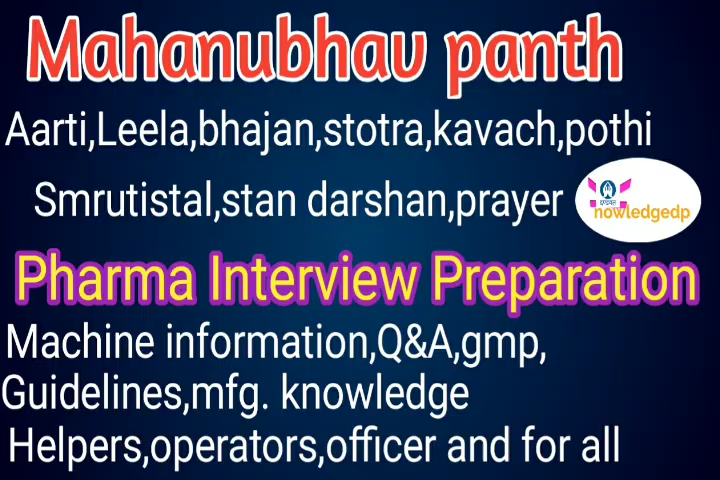 Mahanubhav panth
Aarti,Leela,bhajan,stotra,kavach,pothi
Smrutistal,stan darshan,prayer
nowledgedp
Pharma Interview Preparation
Machine information,Q&A,gmp,
Guidelines,mfg. knowledge
Helpers,operators,officer and for all